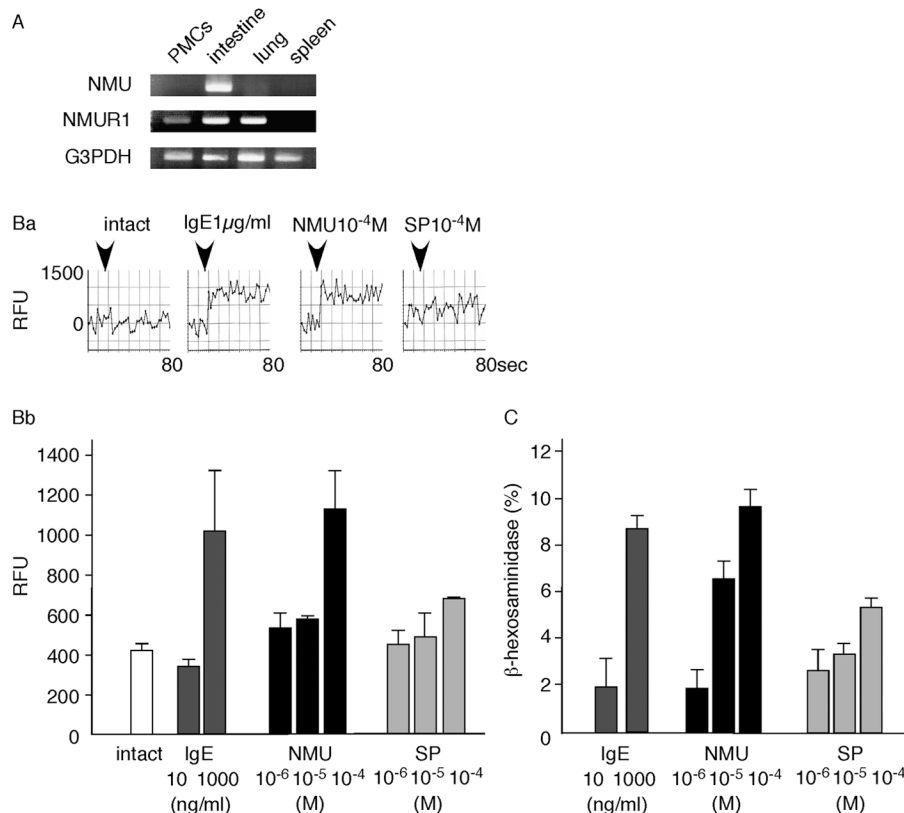 A
PMCs intestine lung spleen
NMU
NMUR1
G3PDH
Ba
intact IgE1µg/ml NMU10⁻⁴M SP10⁻⁴M
1500
RFU
0
80 80 80 80sec
Bb
1400
1200
1000
800
600
400
200
0
RFU
intact IgE NMU SP
10 1000 10⁻⁶ 10⁻⁵ 10⁻⁴ 10⁻⁶ 10⁻⁵ 10⁻⁴
(ng/ml) (M) (M)
C
12
10
8
6
4
2
0
β-hexosaminidase (%)
IgE NMU SP
10 1000 10⁻⁶ 10⁻⁵ 10⁻⁴ 10⁻⁶ 10⁻⁵ 10⁻⁴
(ng/ml) (M) (M)